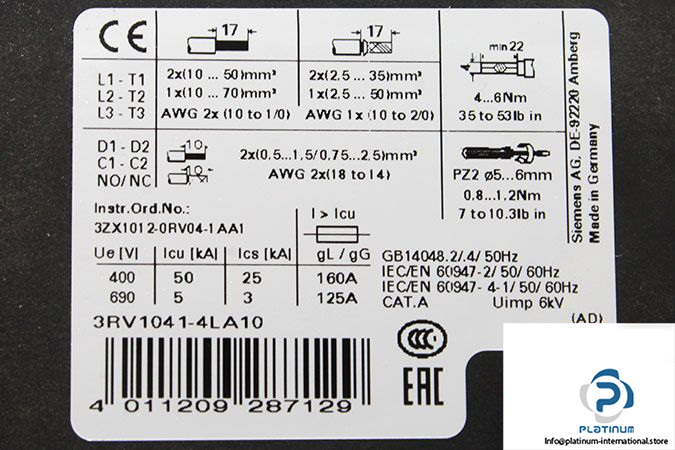 CE
17
17
min 22
4
L1 - T1
L2 - T2
L3 - T3
2x(10 ... 50)mm²
1x(10 ... 70)mm²
AWG 2x (10 to 1/0)
2x(2.5 ... 35)mm²
1x(2.5 ... 50)mm²
AWG 1x (10 to 2/0)
4...6Nm
35 to 53lb in
D1 - D2
C1 - C2
NO/ NC
10
10
2x(0.5...1.5/0.75...2.5)mm²
AWG 2x(18 to 14)
PZ2 ø5...6mm
0.8...1.2Nm
7 to 10.3lb in
Siemens AG, DE-92220 Amberg
Made in Germany
Instr.Ord.No.:
3ZX1012-0RV04-1AA1
I > Icu
Ue [V] Icu [kA] Ics [kA] gL / gG
400 50 25 160A
690 5 3 125A
GB14048.2/.4/ 50Hz
IEC/EN 60947-2/ 50/ 60Hz
IEC/EN 60947- 4-1/ 50/ 60Hz
CAT.A Uimp 6kV
3RV1041-4LA10
(AD)
CCC
EAC
4 011209 287129
P
PLATINUM
Info@platinum-international.store